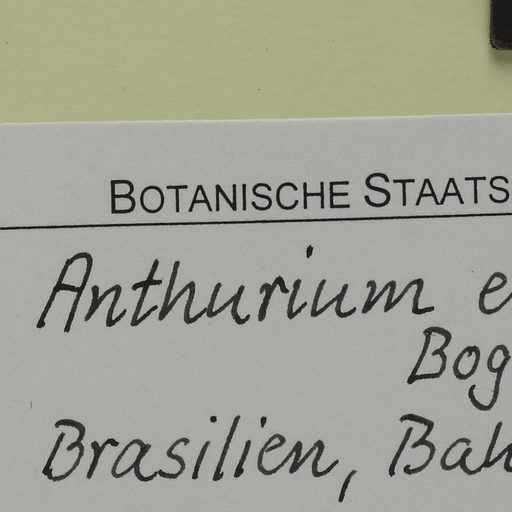 BOTANISCHE STAATS
Anthurium e
Bog
Brasilien, Bah